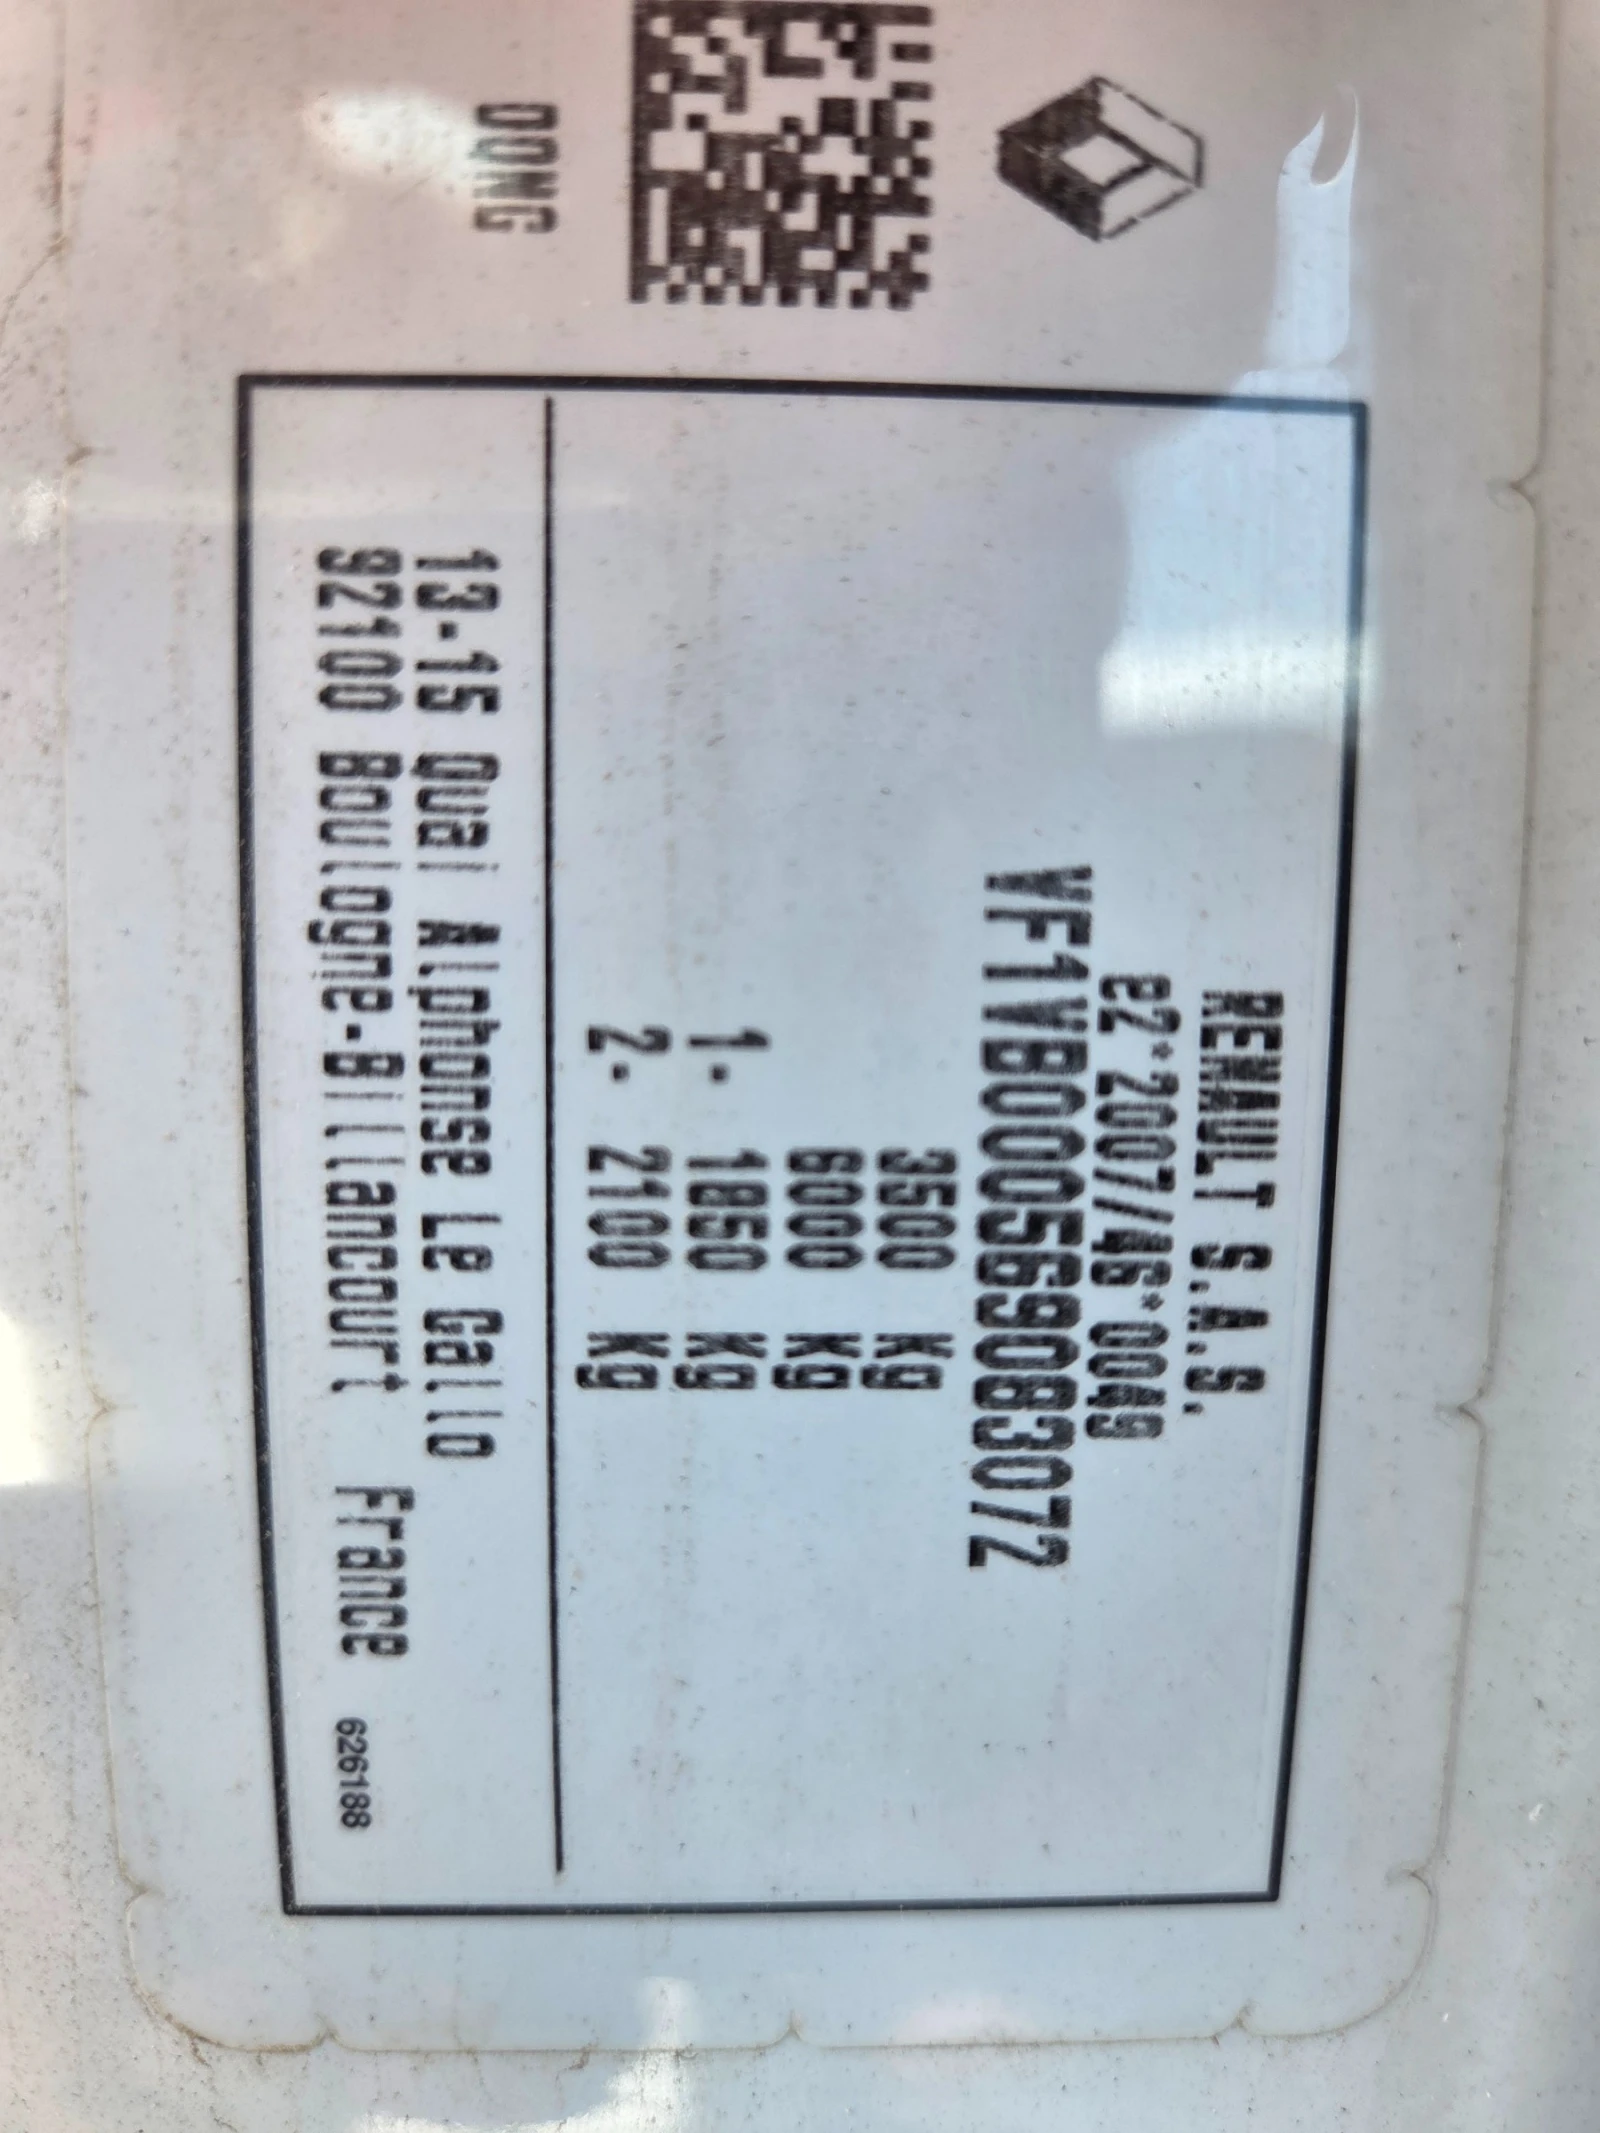 DQNG
RENAULT S.A.S.
e2*2007/46*0049
VF1VB000569083072
3500 Kg
6000 Kg
1- 1850 Kg
2- 2100 Kg
13-15 Quai Alphonse Le Gallo
92100 Boulogne-Billancourt France 626188